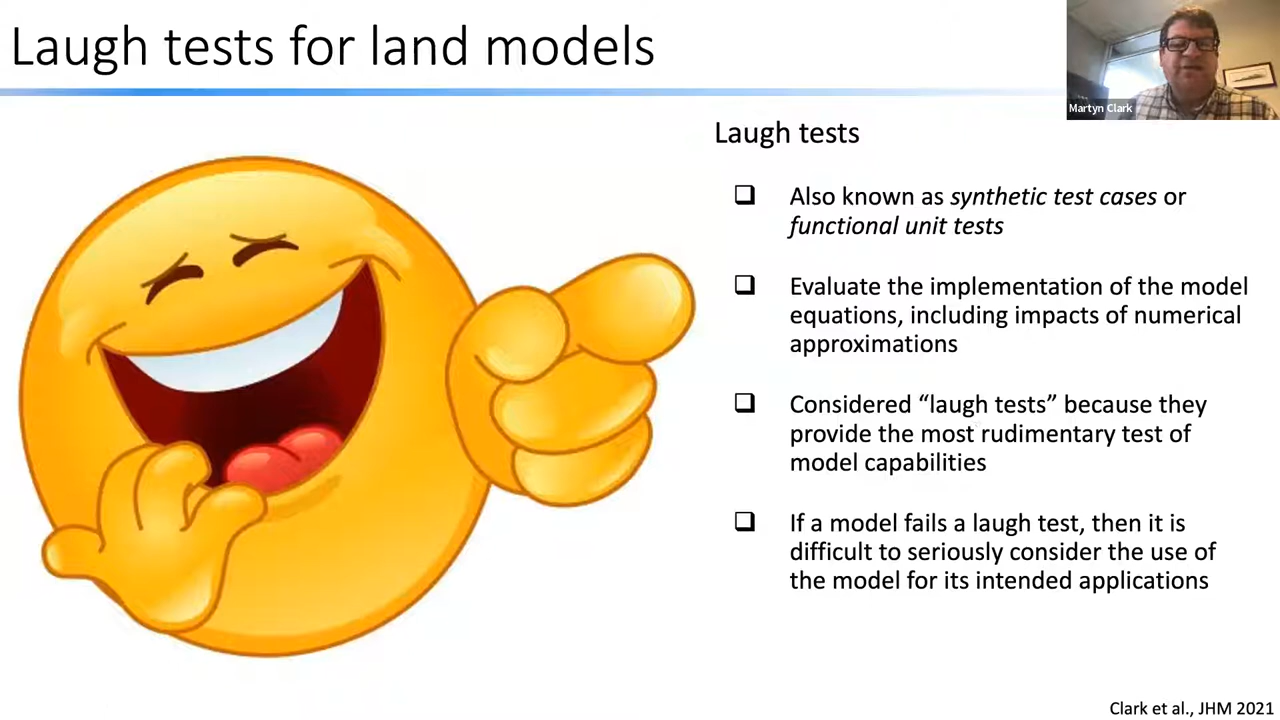 Laugh tests for land models
Martyn Clark
Laugh tests
Also known as synthetic test cases or
functional unit tests
Evaluate the implementation of the model
equations, including impacts of numerical
approximations
Considered “laugh tests” because they
provide the most rudimentary test of
model capabilities
If a model fails a laugh test, then it is
difficult to seriously consider the use of
the model for its intended applications
Clark et al., JHM 2021